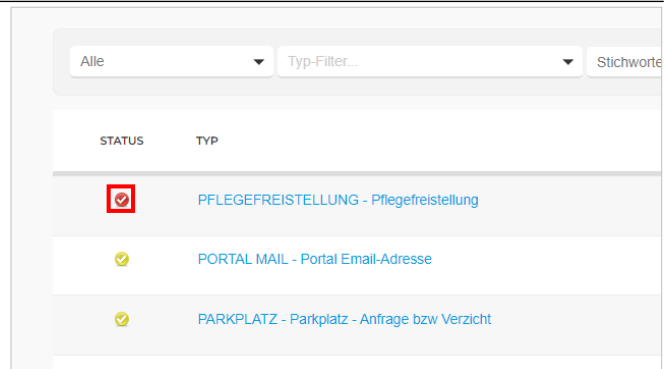 Alle Typ-Filter... Stichworte
STATUS TYP
PFLEGEFREISTELLUNG - Pflegefreistellung
PORTAL MAIL - Portal Email-Adresse
PARKPLATZ - Parkplatz - Anfrage bzw Verzicht